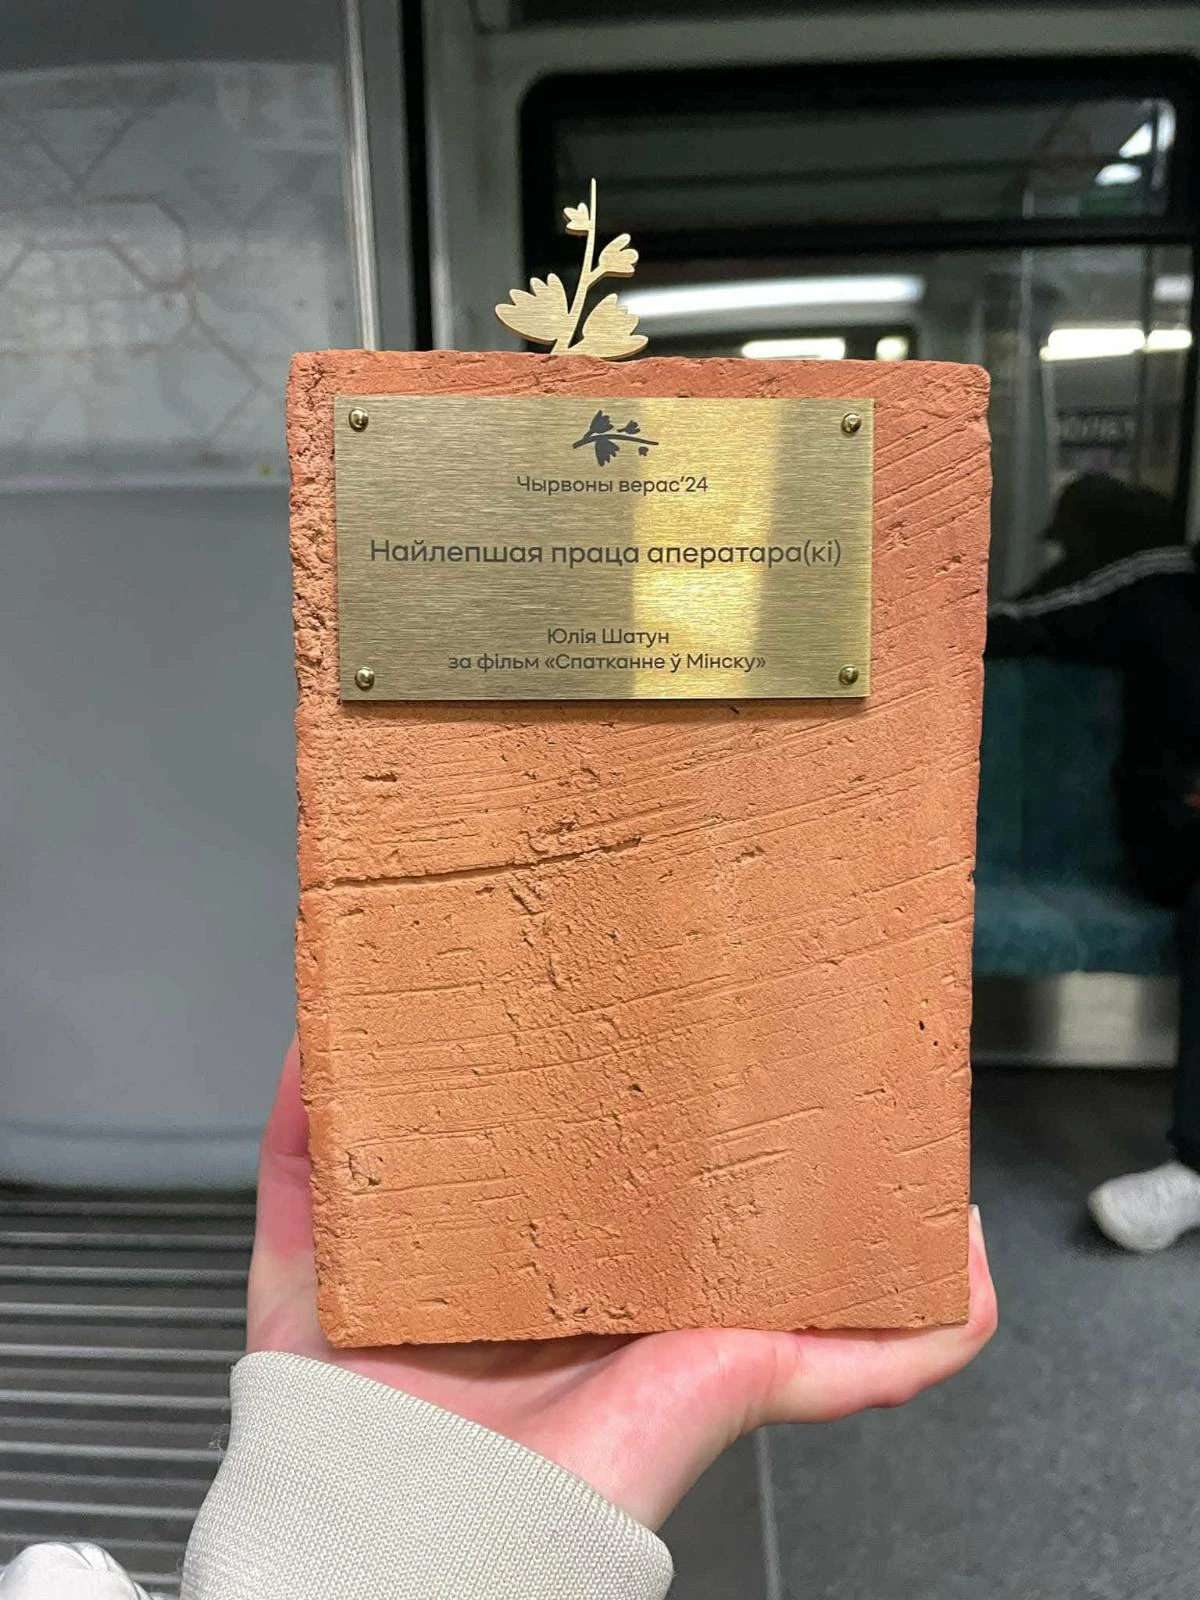 Чырвоны верас'24
Найлепшая праца аператара(кі)
Юлія Шатун
за фільм «Спатканне ў Мінску»